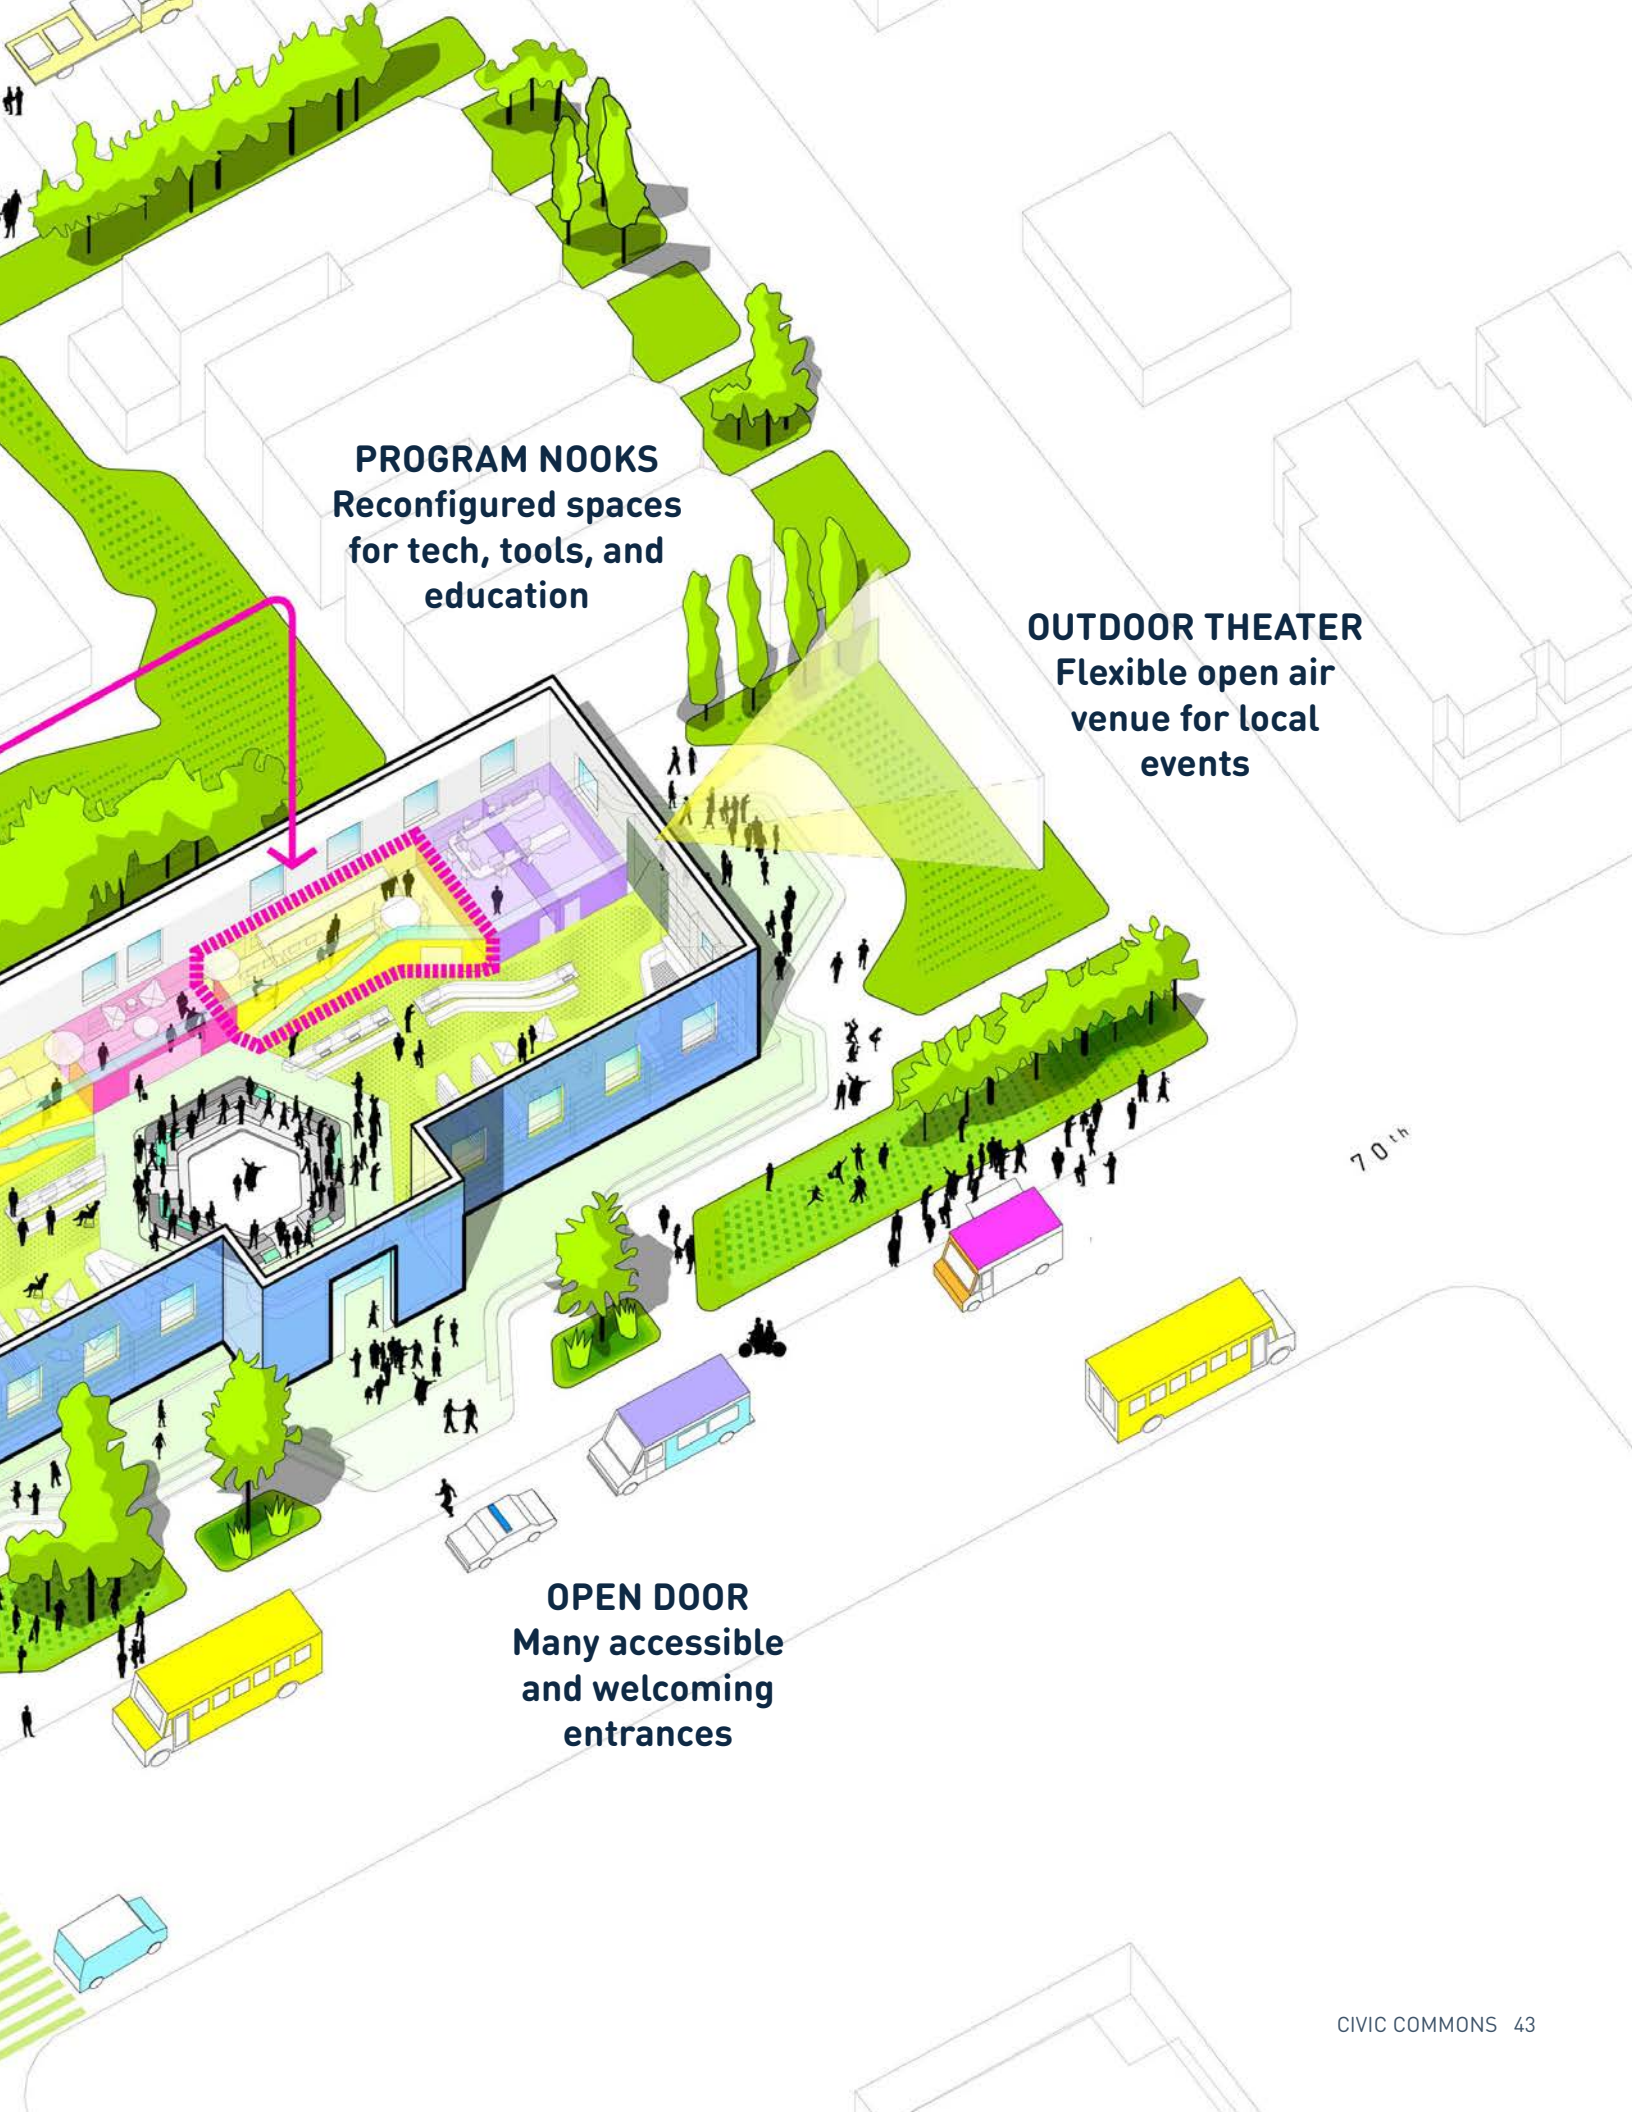 PROGRAM NOOKS
Reconfigured spaces
for tech, tools, and
education
OUTDOOR THEATER
Flexible open air
venue for local
events
70th
OPEN DOOR
Many accessible
and welcoming
entrances
CIVIC COMMONS 43